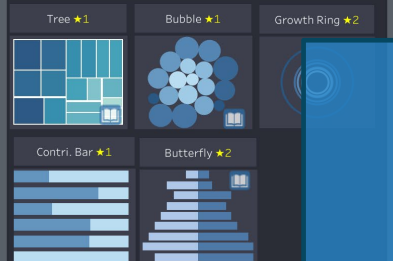 Tree ★1
Bubble ★1
Growth Ring ★2
Contri. Bar ★1
Butterfly ★2